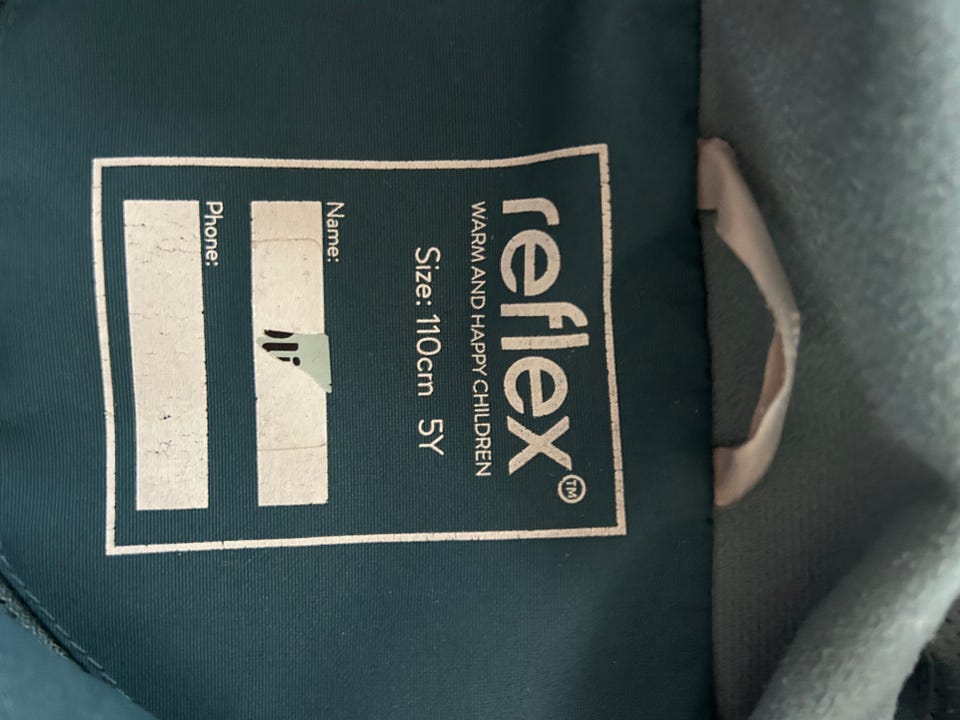 reflex™
WARM AND HAPPY CHILDREN
Size: 110cm 5Y
Name:
Phone: